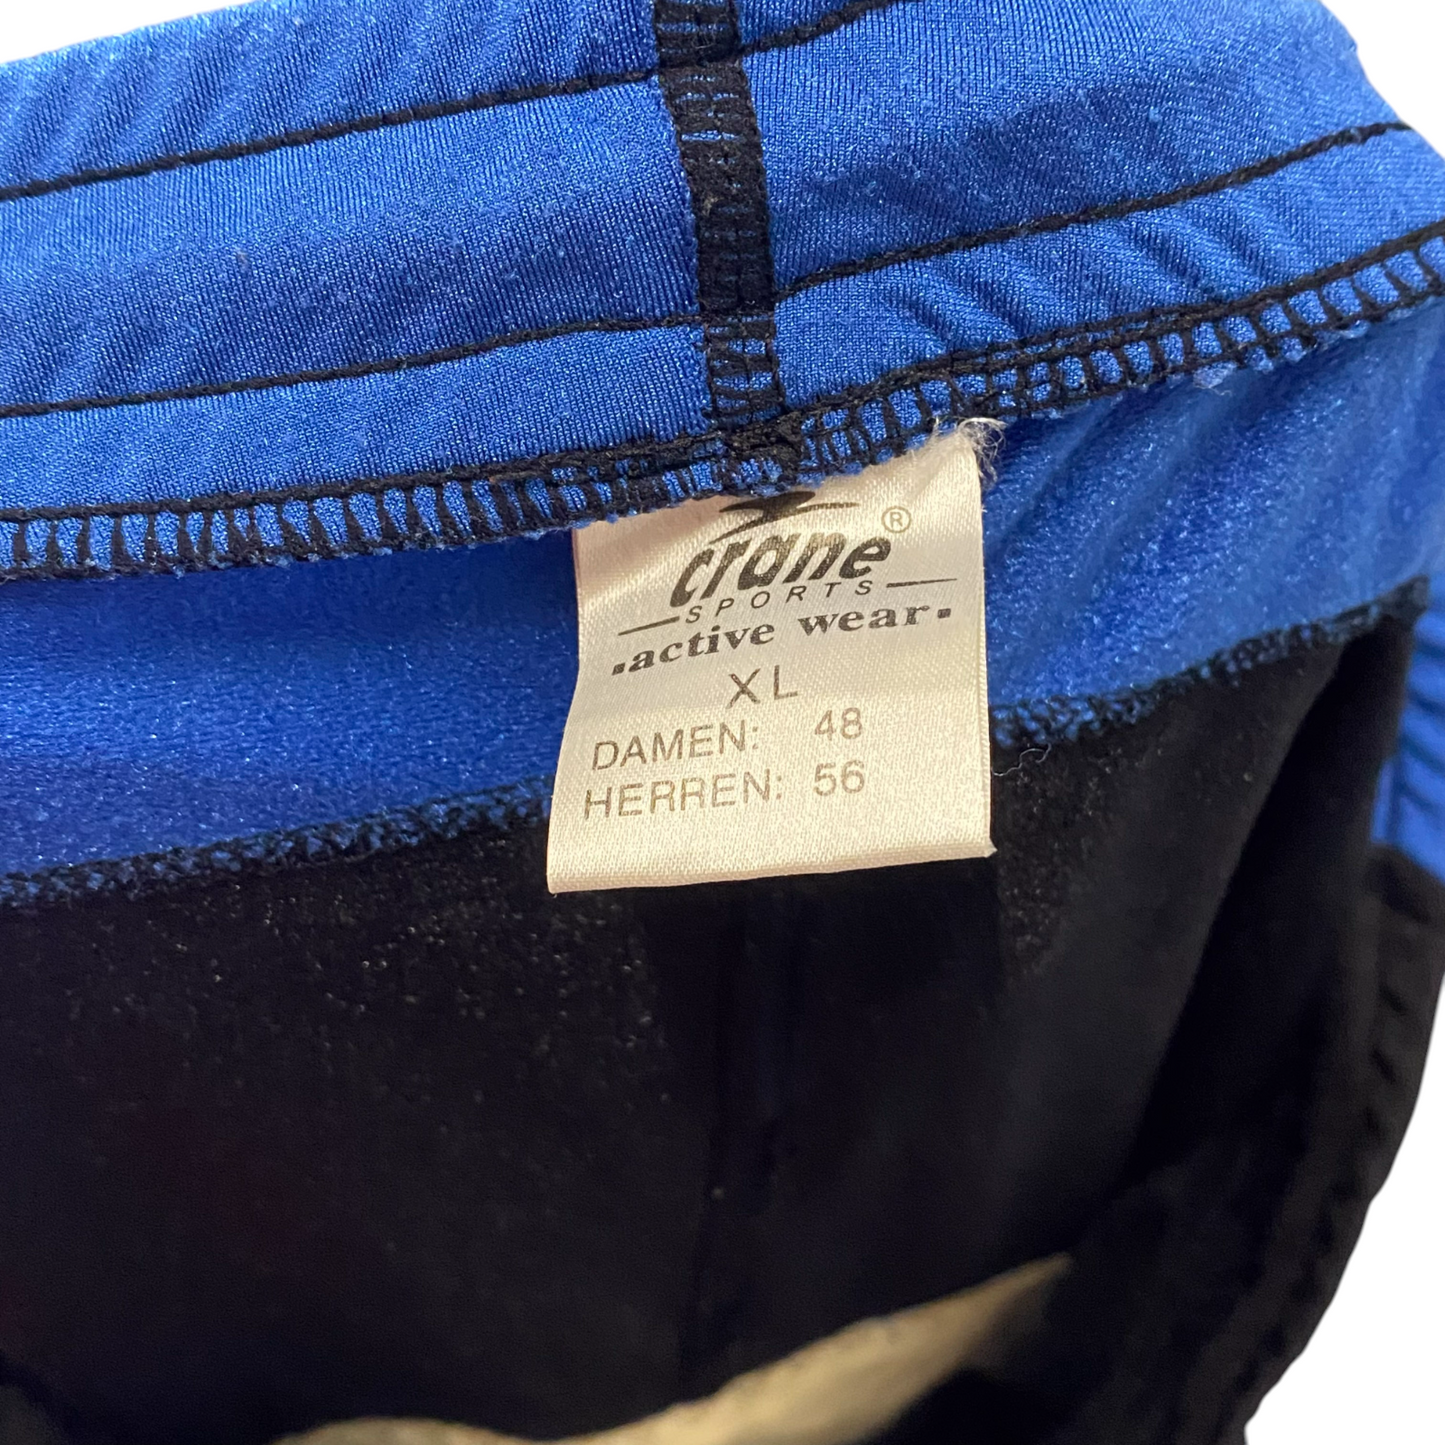 crane®
SPORTS
.active wear.
XL
DAMEN: 48
HERREN: 56